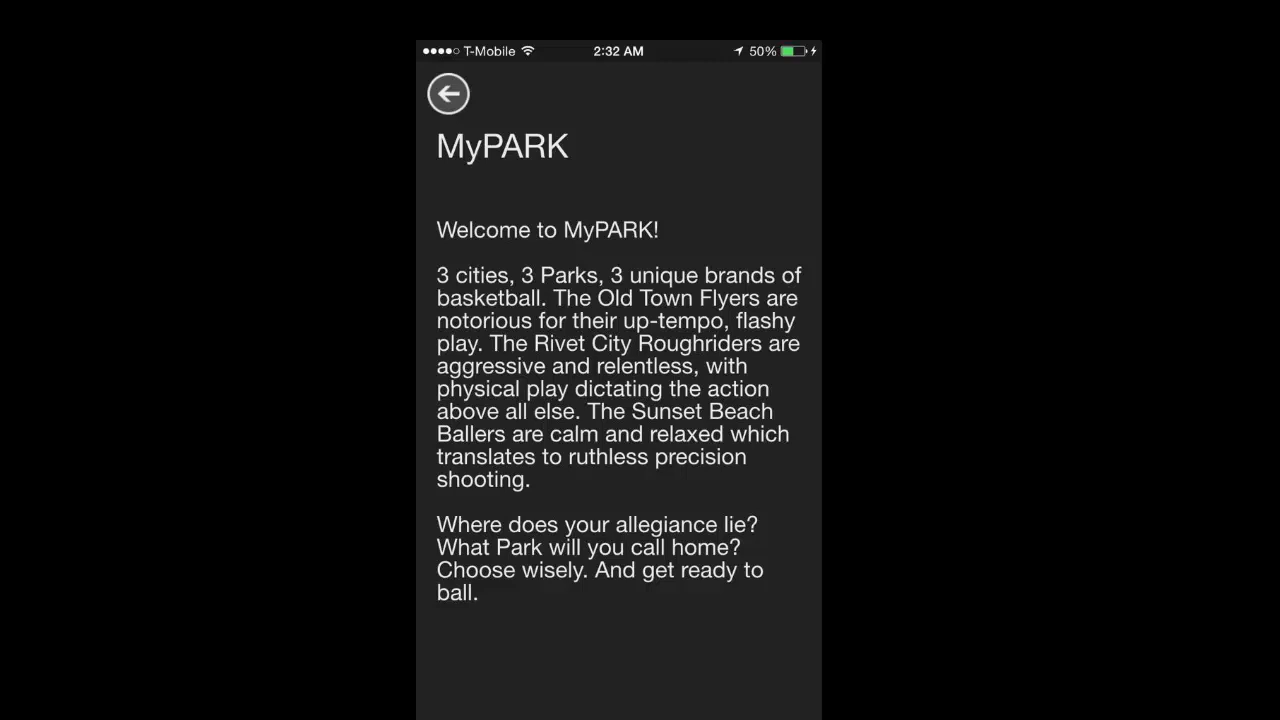 T-Mobile 2:32 AM 50%
MyPARK
Welcome to MyPARK!
3 cities, 3 Parks, 3 unique brands of
basketball. The Old Town Flyers are
notorious for their up-tempo, flashy
play. The Rivet City Roughriders are
aggressive and relentless, with
physical play dictating the action
above all else. The Sunset Beach
Ballers are calm and relaxed which
translates to ruthless precision
shooting.
Where does your allegiance lie?
What Park will you call home?
Choose wisely. And get ready to
ball.